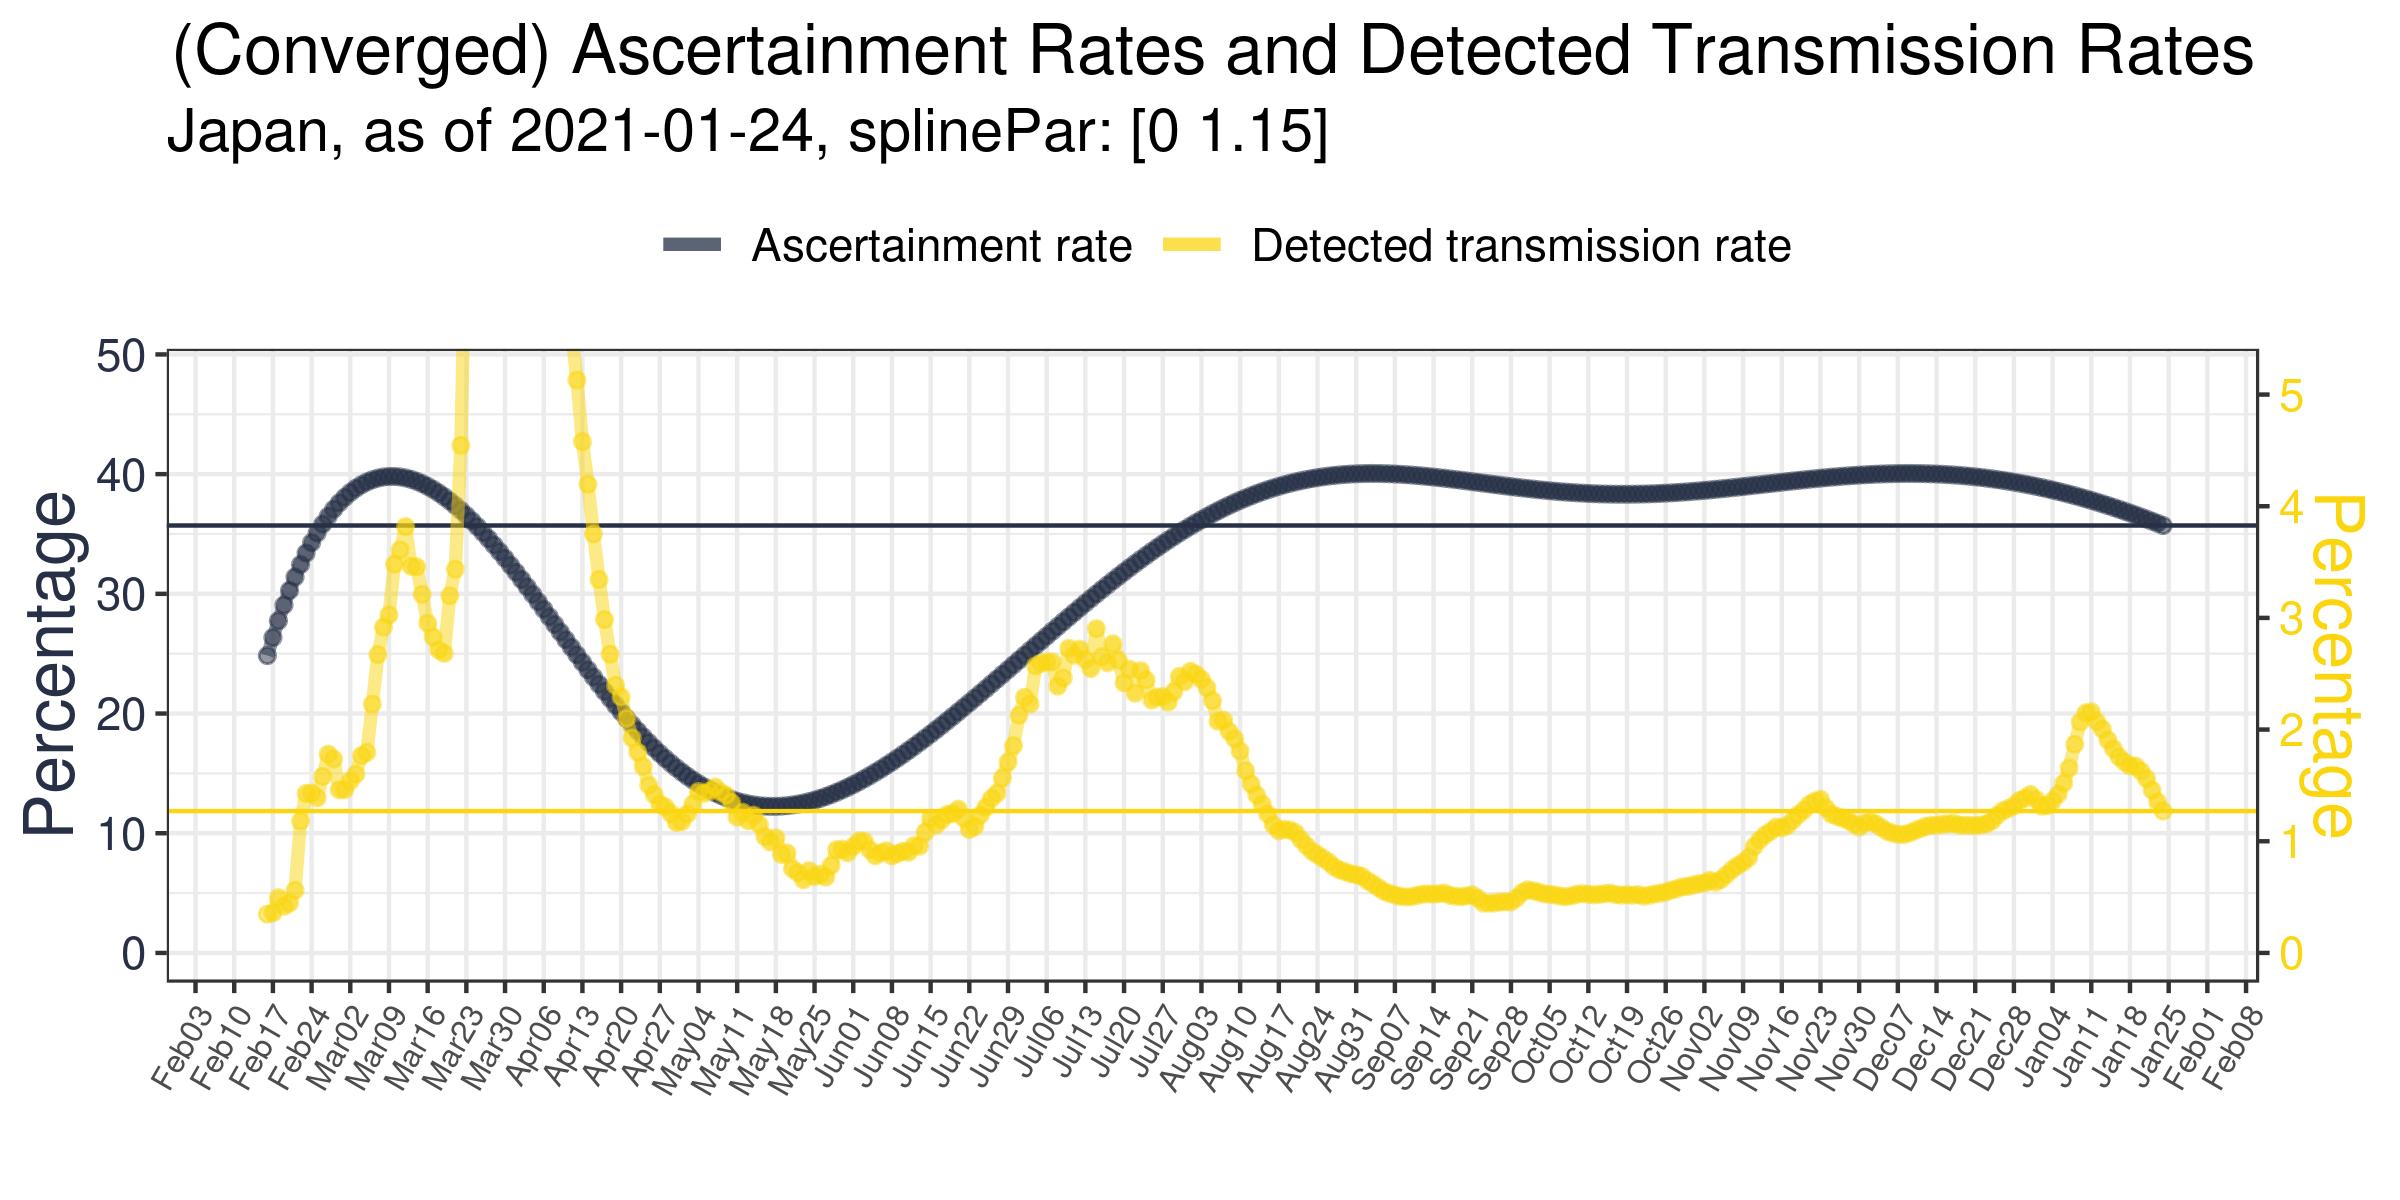 (Converged) Ascertainment Rates and Detected Transmission Rates
Japan, as of 2021-01-24, splinePar: [0 1.15]
Ascertainment rate Detected transmission rate
Percentage
50
40
30
20
10
0
5
4
3
2
1
0
Percentage
Feb03 Feb10 Feb17 Feb24 Mar02 Mar09 Mar16 Mar23 Mar30 Apr06 Apr13 Apr20 Apr27 May04 May11 May18 May25 Jun01 Jun08 Jun15 Jun22 Jun29 Jul06 Jul13 Jul20 Jul27 Aug03 Aug10 Aug17 Aug24 Aug31 Sep07 Sep14 Sep21 Sep28 Oct05 Oct12 Oct19 Oct26 Nov02 Nov09 Nov16 Nov23 Nov30 Dec07 Dec14 Dec21 Dec28 Jan04 Jan11 Jan18 Jan25 Feb01 Feb08